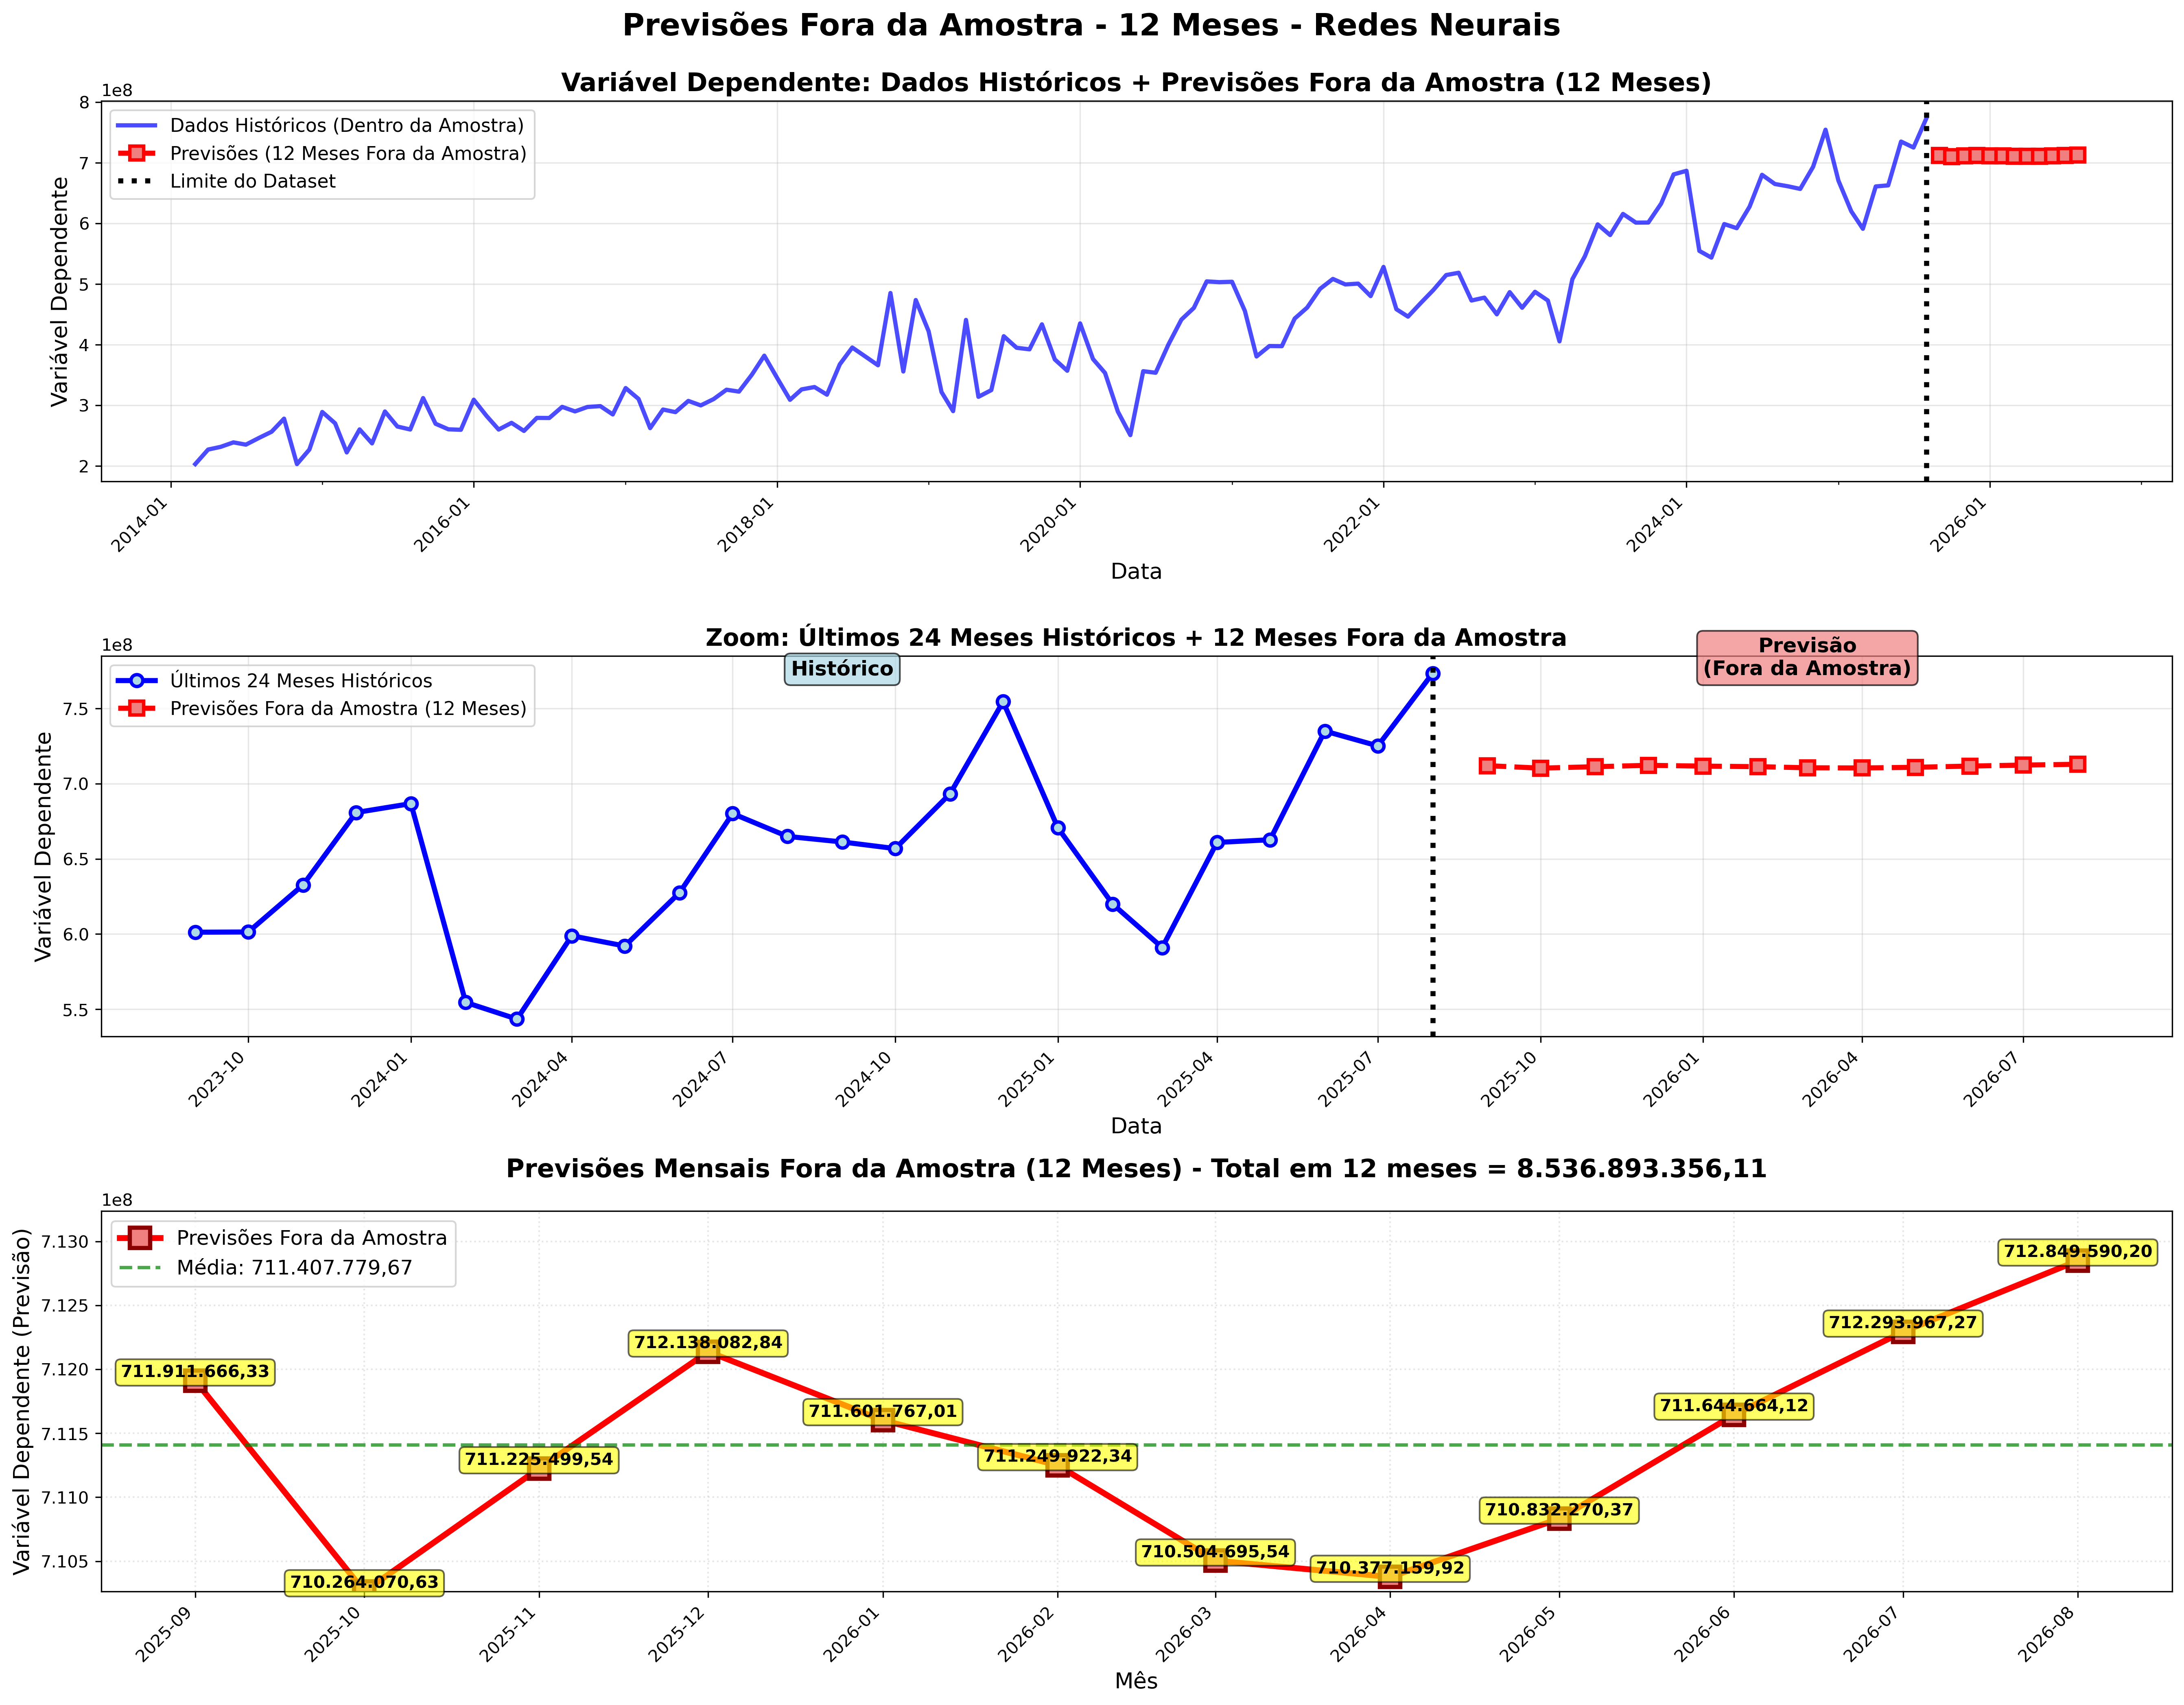 Previsões Fora da Amostra - 12 Meses - Redes Neurais
Variável Dependente: Dados Históricos + Previsões Fora da Amostra (12 Meses)
1e8
Dados Históricos (Dentro da Amostra)
Previsões (12 Meses Fora da Amostra)
Limite do Dataset
Variável Dependente
8
7
6
5
4
3
2
2014-01
2016-01
2018-01
2020-01
2022-01
2024-01
2026-01
Data
Zoom: Últimos 24 Meses Históricos + 12 Meses Fora da Amostra
1e8
Histórico
Previsão
(Fora da Amostra)
Últimos 24 Meses Históricos
Previsões Fora da Amostra (12 Meses)
Variável Dependente
7.5
7.0
6.5
6.0
5.5
2023-10
2024-01
2024-04
2024-07
2024-10
2025-01
2025-04
2025-07
2025-10
2026-01
2026-04
2026-07
Data
Previsões Mensais Fora da Amostra (12 Meses) - Total em 12 meses = 8.536.893.356,11
1e8
Previsões Fora da Amostra
Média: 711.407.779,67
Variável Dependente (Previsão)
7.130
7.125
7.120
7.115
7.110
7.105
711.911.666,33
710.264.070,63
711.225.499,54
712.138.082,84
711.601.767,01
711.249.922,34
710.504.695,54
710.377.159,92
710.832.270,37
711.644.664,12
712.293.967,27
712.849.590,20
2025-09
2025-10
2025-11
2025-12
2026-01
2026-02
2026-03
2026-04
2026-05
2026-06
2026-07
2026-08
Mês